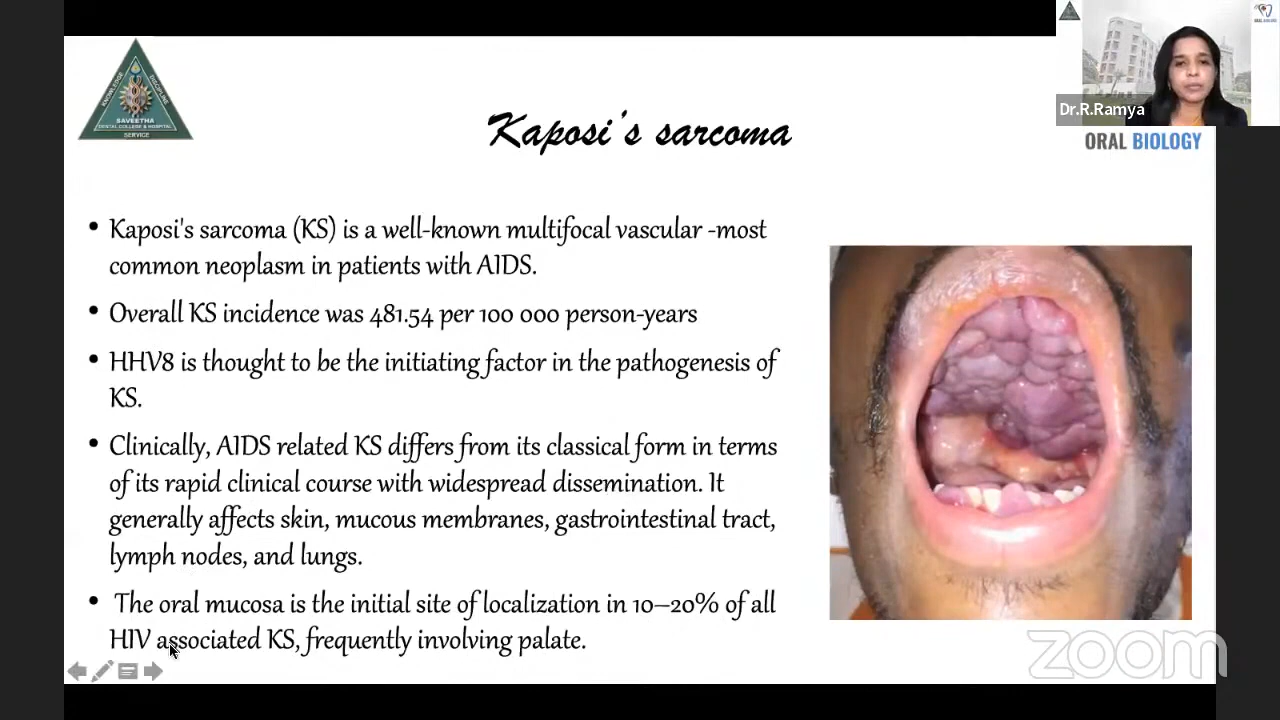 KNOWLEDGE
DISCIPLINE
SAVEETHA
DENTAL COLLEGE & HOSPITAL
SERVICE
Dr.R.Ramya
ORAL BIOLOGY
Kaposi's sarcoma
• Kaposi's sarcoma (KS) is a well-known multifocal vascular -most
common neoplasm in patients with AIDS.
• Overall KS incidence was 481.54 per 100 000 person-years
• HHV8 is thought to be the initiating factor in the pathogenesis of
KS.
• Clinically, AIDS related KS differs from its classical form in terms
of its rapid clinical course with widespread dissemination. It
generally affects skin, mucous membranes, gastrointestinal tract,
lymph nodes, and lungs.
• The oral mucosa is the initial site of localization in 10–20% of all
HIV associated KS, frequently involving palate.
zoom